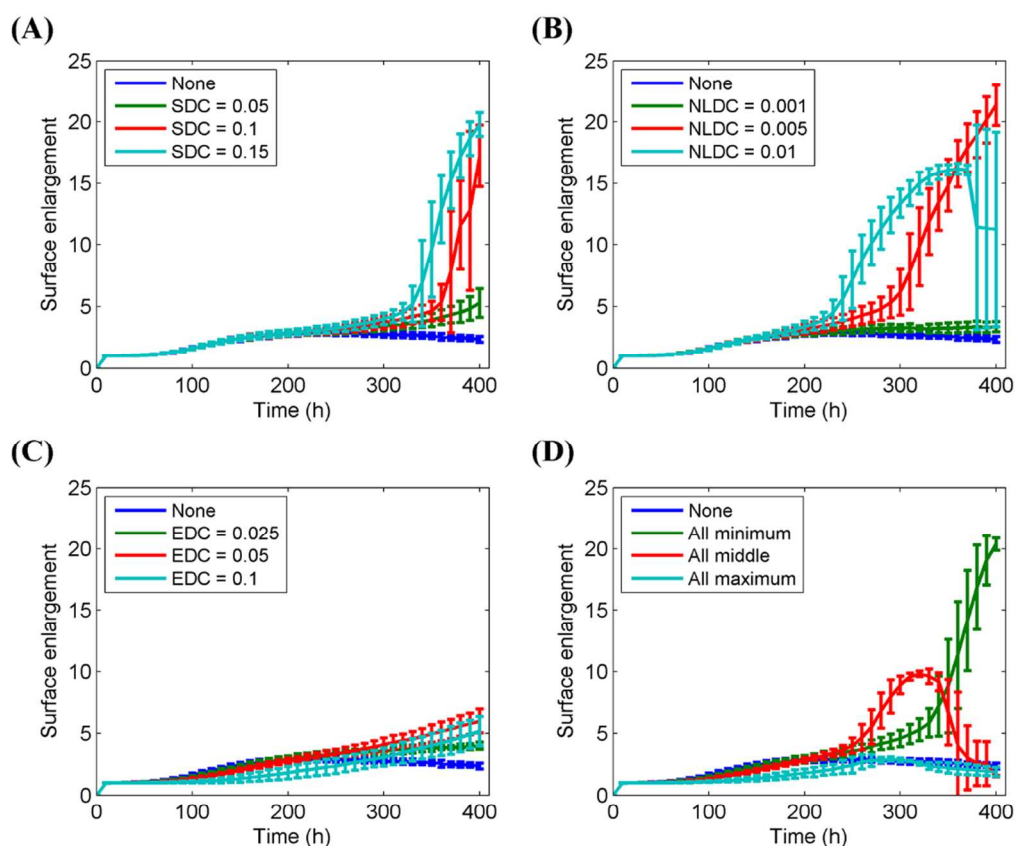 (A)
25
20
15
10
5
0
Surface enlargement
None
SDC = 0.05
SDC = 0.1
SDC = 0.15
0 100 200 300 400
Time (h)
(B)
25
20
15
10
5
0
Surface enlargement
None
NLDC = 0.001
NLDC = 0.005
NLDC = 0.01
0 100 200 300 400
Time (h)
(C)
25
20
15
10
5
0
Surface enlargement
None
EDC = 0.025
EDC = 0.05
EDC = 0.1
0 100 200 300 400
Time (h)
(D)
25
20
15
10
5
0
Surface enlargement
None
All minimum
All middle
All maximum
0 100 200 300 400
Time (h)